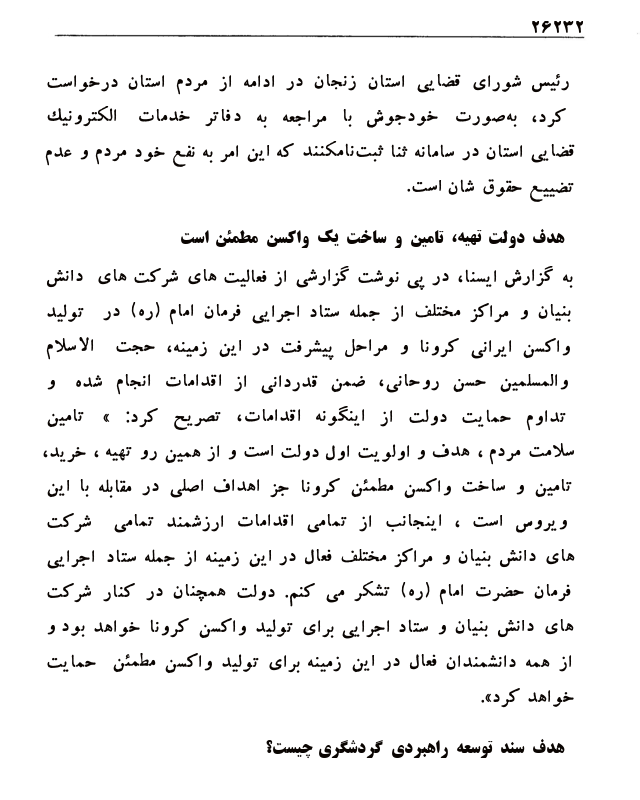 ۲۶۲۳۲
رئیس شورای قضایی استان زنجان در ادامه از مردم استان درخواست
کرد، به‌صورت خودجوش با مراجعه به دفاتر خدمات الکترونیك
قضایی استان در سامانه ثنا ثبت‌نامکنند که این امر به نفع خود مردم و عدم
تضییع حقوق شان است.
هدف دولت تهیه، تامین و ساخت یک واکسن مطمئن است
به گزارش ایسنا، در پی نوشت گزارشی از فعالیت های شرکت های دانش
بنیان و مراکز مختلف از جمله ستاد اجرایی فرمان امام (ره) در تولید
واکسن ایرانی کرونا و مراحل پیشرفت در این زمینه، حجت الاسلام
والمسلمین حسن روحانی، ضمن قدردانی از اقدامات انجام شده و
تداوم حمایت دولت از اینگونه اقدامات، تصریح کرد: » تامین
سلامت مردم ، هدف و اولویت اول دولت است و از همین رو تهیه ، خرید،
تامین و ساخت واکسن مطمئن کرونا جز اهداف اصلی در مقابله با این
ویروس است ، اینجانب از تمامی اقدامات ارزشمند تمامی شرکت
های دانش بنیان و مراکز مختلف فعال در این زمینه از جمله ستاد اجرایی
فرمان حضرت امام (ره) تشکر می کنم. دولت همچنان در کنار شرکت
های دانش بنیان و ستاد اجرایی برای تولید واکسن کرونا خواهد بود و
از همه دانشمندان فعال در این زمینه برای تولید واکسن مطمئن حمایت
خواهد کرد».
هدف سند توسعه راهبردی گردشگری چیست؟